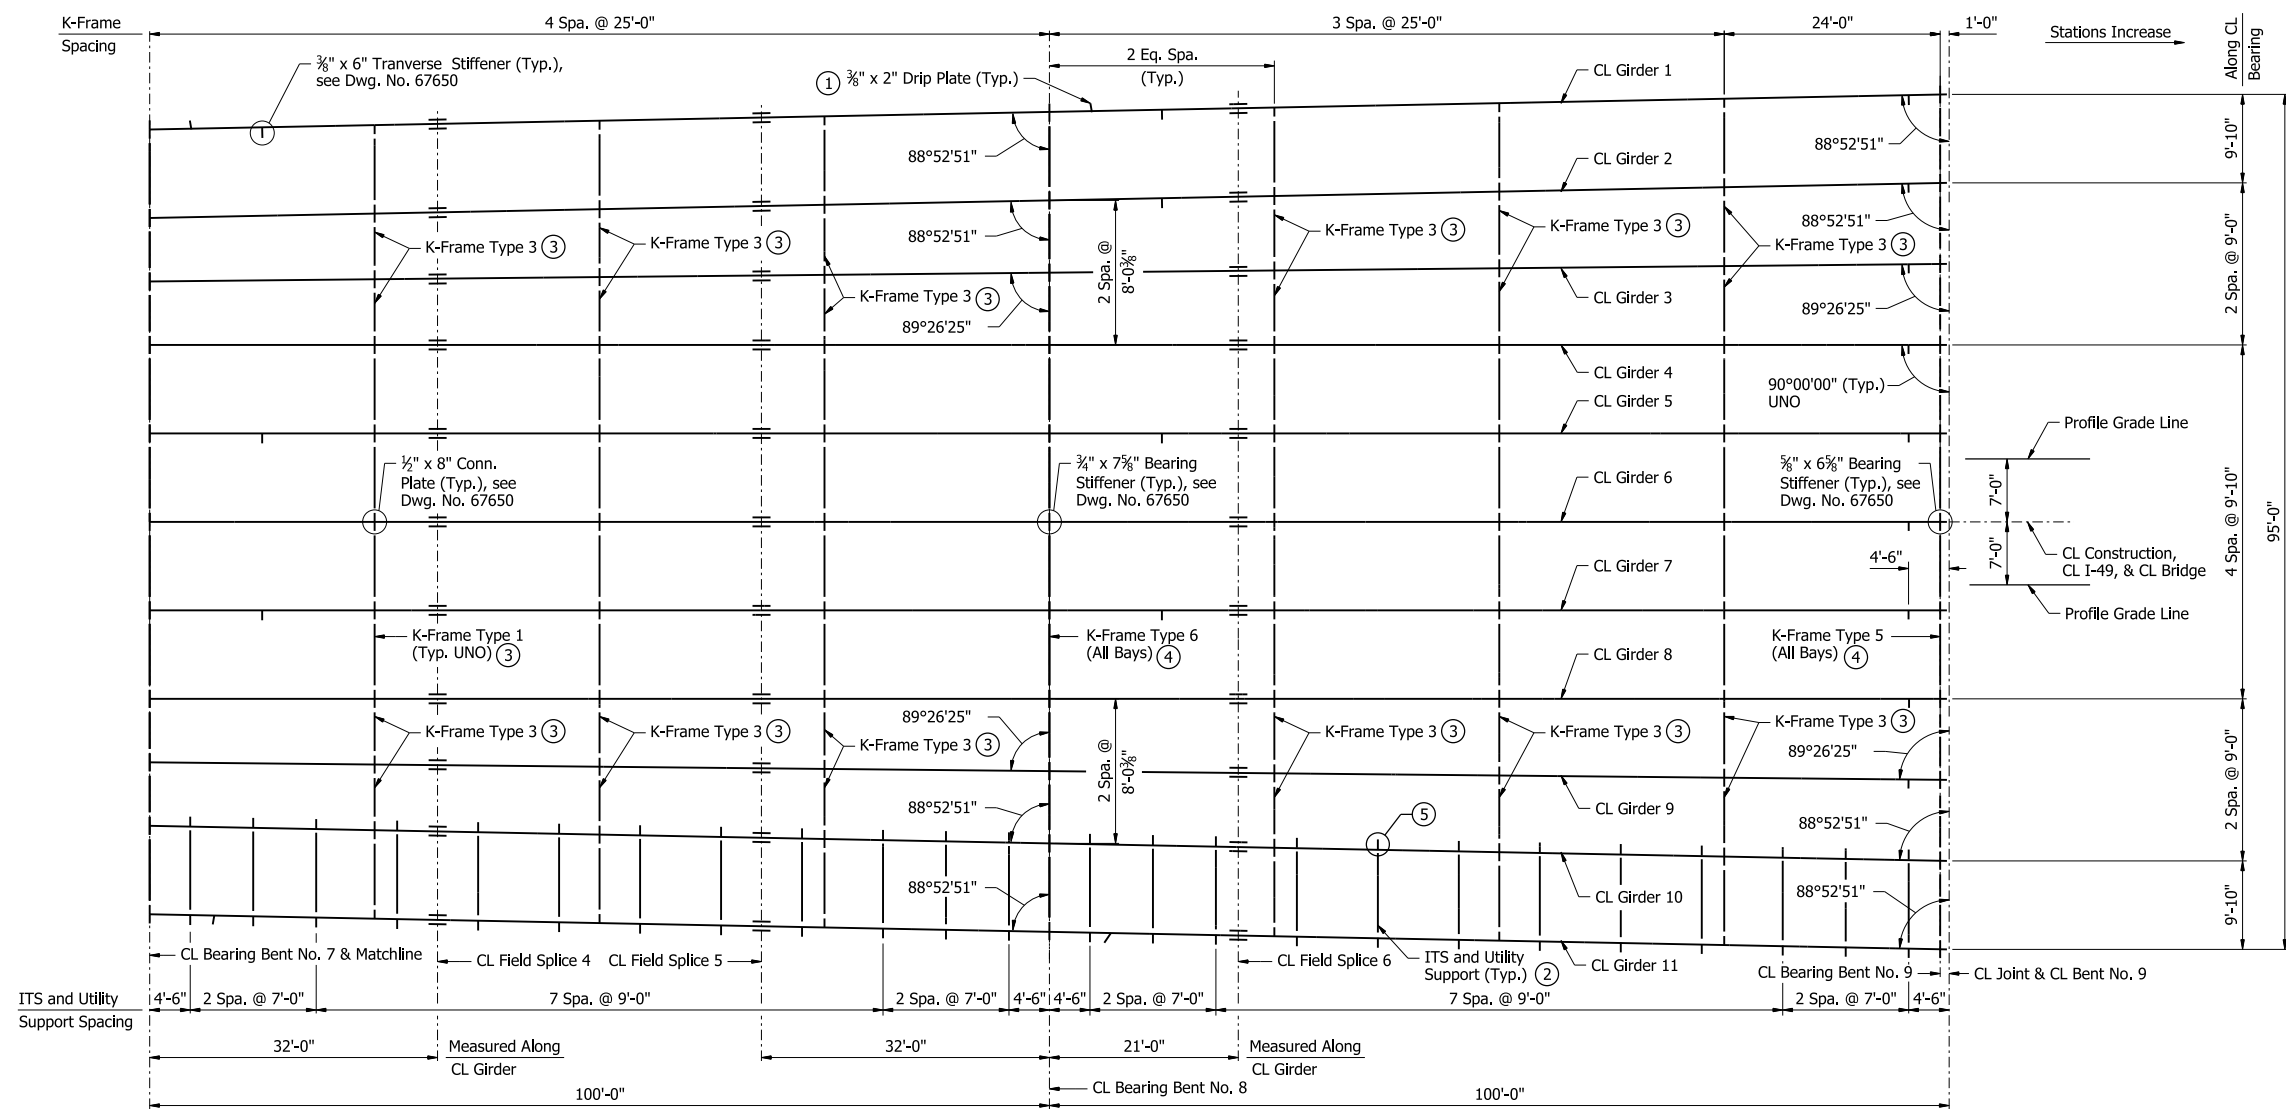 K-Frame
Spacing
4 Spa. @ 25'-0"
3 Spa. @ 25'-0"
24'-0"
1'-0"
Stations Increase
Along CL
Bearing
⅜" x 6" Tranverse Stiffener (Typ.),
see Dwg. No. 67650
1 ⅜" x 2" Drip Plate (Typ.)
2 Eq. Spa.
(Typ.)
CL Girder 1
88°52'51"
88°52'51"
9'-10"
CL Girder 2
K-Frame Type 3 3
K-Frame Type 3 3
88°52'51"
2 Spa. @
8'-0⅜"
K-Frame Type 3 3
K-Frame Type 3 3
88°52'51"
K-Frame Type 3 3
2 Spa. @ 9'-0"
K-Frame Type 3 3
89°26'25"
CL Girder 3
89°26'25"
CL Girder 4
90°00'00" (Typ.)
UNO
CL Girder 5
Profile Grade Line
½" x 8" Conn.
Plate (Typ.), see
Dwg. No. 67650
¾" x 7⅝" Bearing
Stiffener (Typ.), see
Dwg. No. 67650
CL Girder 6
⅝" x 6⅝" Bearing
Stiffener (Typ.), see
Dwg. No. 67650
7'-0"
7'-0"
4 Spa. @ 9'-10"
95'-0"
4'-6"
CL Construction,
CL I-49, & CL Bridge
CL Girder 7
Profile Grade Line
K-Frame Type 1
(Typ. UNO) 3
K-Frame Type 6
(All Bays) 4
K-Frame Type 5
(All Bays) 4
CL Girder 8
K-Frame Type 3 3
K-Frame Type 3 3
89°26'25"
K-Frame Type 3 3
2 Spa. @
8'-0⅜"
K-Frame Type 3 3
K-Frame Type 3 3
K-Frame Type 3 3
89°26'25"
2 Spa. @ 9'-0"
CL Girder 9
88°52'51"
5
88°52'51"
88°52'51"
CL Girder 10
88°52'51"
9'-10"
CL Bearing Bent No. 7 & Matchline
CL Field Splice 4
CL Field Splice 5
CL Field Splice 6
ITS and Utility
Support (Typ.) 2
CL Girder 11
CL Bearing Bent No. 9
CL Joint & CL Bent No. 9
ITS and Utility
Support Spacing
4'-6"
2 Spa. @ 7'-0"
7 Spa. @ 9'-0"
2 Spa. @ 7'-0"
4'-6"
4'-6"
2 Spa. @ 7'-0"
7 Spa. @ 9'-0"
2 Spa. @ 7'-0"
4'-6"
32'-0"
Measured Along
CL Girder
32'-0"
21'-0"
Measured Along
CL Girder
CL Bearing Bent No. 8
100'-0"
100'-0"